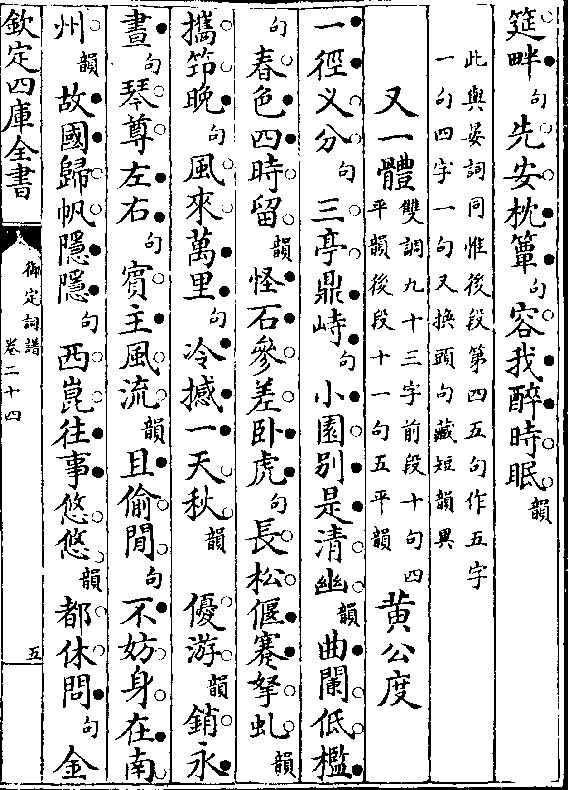 筵畔句先安枕簟句容我醉時眠韻
此與晏詞同惟後段第四五句作五字
一句四字一句又換頭句藏短韻異
又一體雙調九十三字前段十句四
平韻後段十一句五平韻黄公度
一徑义分句三亭鼎峙句小園別是清幽韻曲闌低檻
句春色四時留韻怪石參差卧虎句長松偃蹇拏虬韻
攜笻晚句風來萬里句冷撼一天秋韻優游韻銷永
晝句琴尊左右句賓主風流韻且偷閒句不妨身在南
州韻故國歸帆隱隱句西崑往事悠悠韻都休問句金
欽定四庫全書
御定詞譜
卷二十四
五